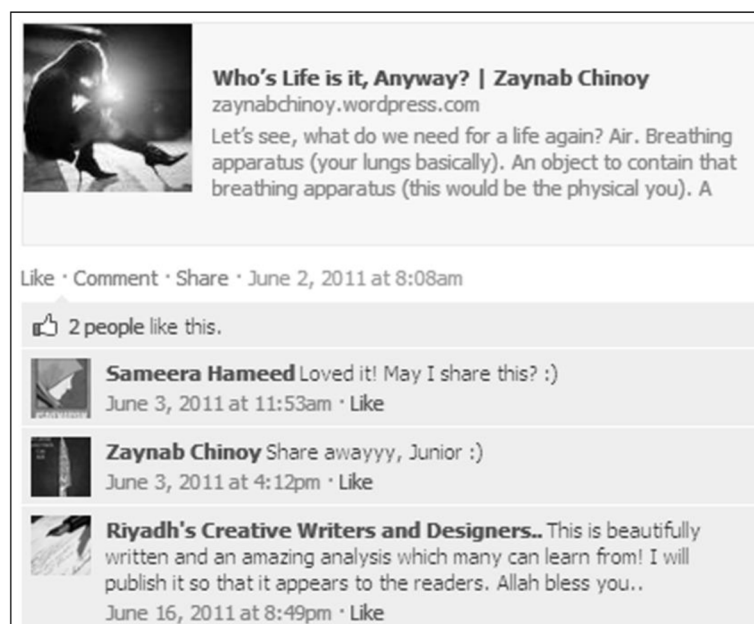 Who's Life is it, Anyway? | Zaynab Chinoy
zaynabchinoy.wordpress.com
Let's see, what do we need for a life again? Air. Breathing
apparatus (your lungs basically). An object to contain that
breathing apparatus (this would be the physical you). A
Like · Comment · Share · June 2, 2011 at 8:08am
2 people like this.
Sameera Hameed Loved it! May I share this? :)
June 3, 2011 at 11:53am · Like
Zaynab Chinoy Share awayyy, Junior :)
June 3, 2011 at 4:12pm · Like
Riyadh's Creative Writers and Designers.. This is beautifully
written and an amazing analysis which many can learn from! I will
publish it so that it appears to the readers. Allah bless you..
June 16, 2011 at 8:49pm · Like